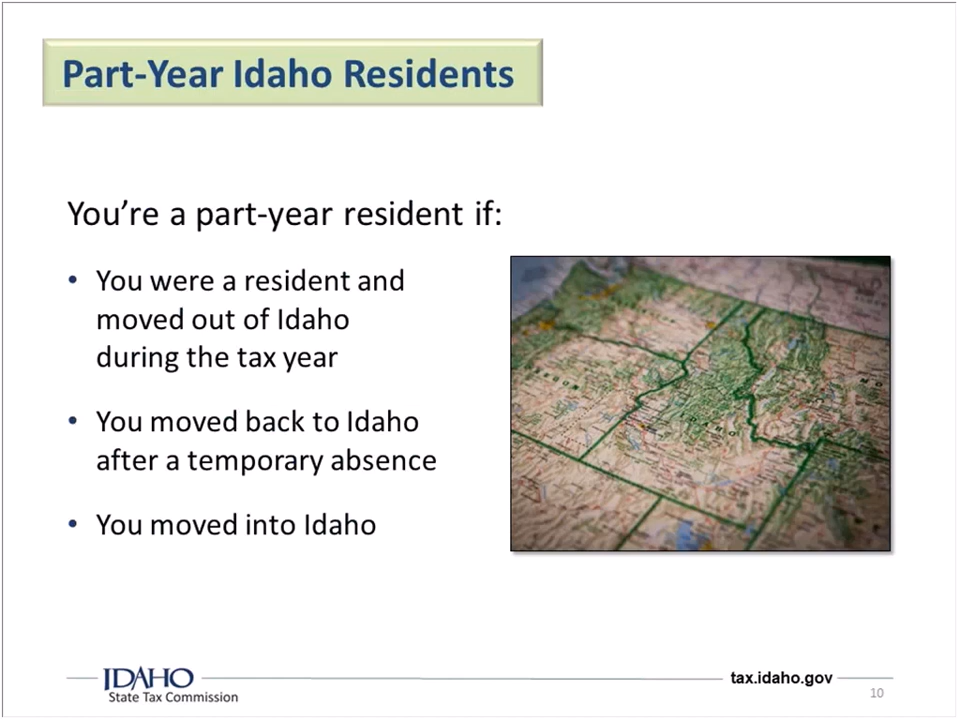 Part-Year Idaho Residents
You’re a part-year resident if:
• You were a resident and
moved out of Idaho
during the tax year
• You moved back to Idaho
after a temporary absence
• You moved into Idaho
IDAHO
State Tax Commission
tax.idaho.gov
10